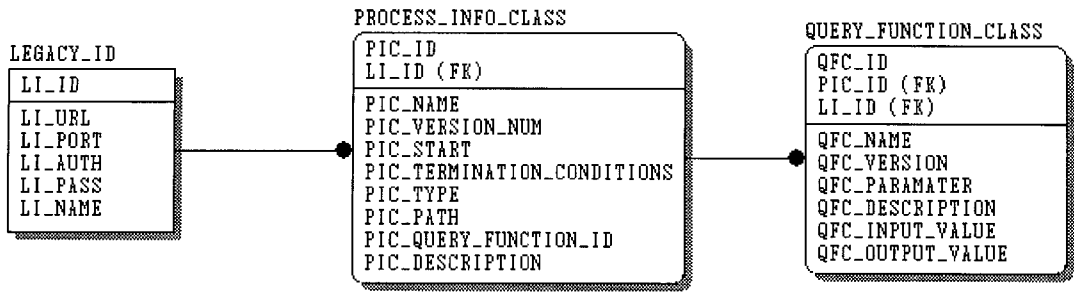 LEGACY_ID
LI_ID
LI_URL
LI_PORT
LI_AUTH
LI_PASS
LI_NAME
PROCESS_INFO_CLASS
PIC_ID
LI_ID (FK)
PIC_NAME
PIC_VERSION_NUM
PIC_START
PIC_TERMINATION_CONDITIONS
PIC_TYPE
PIC_PATH
PIC_QUERY_FUNCTION_ID
PIC_DESCRIPTION
QUERY_FUNCTION_CLASS
QFC_ID
PIC_ID (FK)
LI_ID (FK)
QFC_NAME
QFC_VERSION
QFC_PARAMATER
QFC_DESCRIPTION
QFC_INPUT_VALUE
QFC_OUTPUT_VALUE